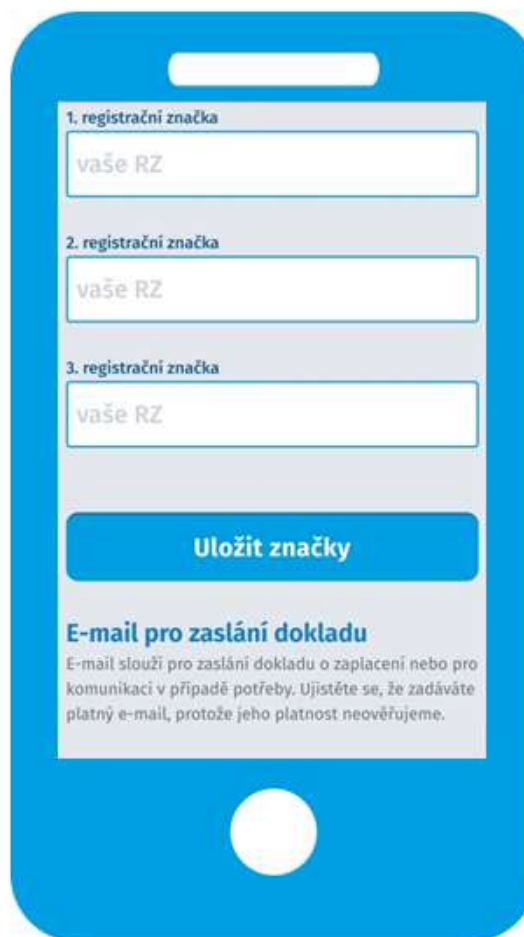 1. registrační značka
vaše RZ
2. registrační značka
vaše RZ
3. registrační značka
vaše RZ
Uložit značky
E-mail pro zaslání dokladu
E-mail slouží pro zaslání dokladu o zaplacení nebo pro
komunikaci v případě potřeby. Ujistěte se, že zadáváte
platný e-mail, protože jeho platnost neověřujeme.